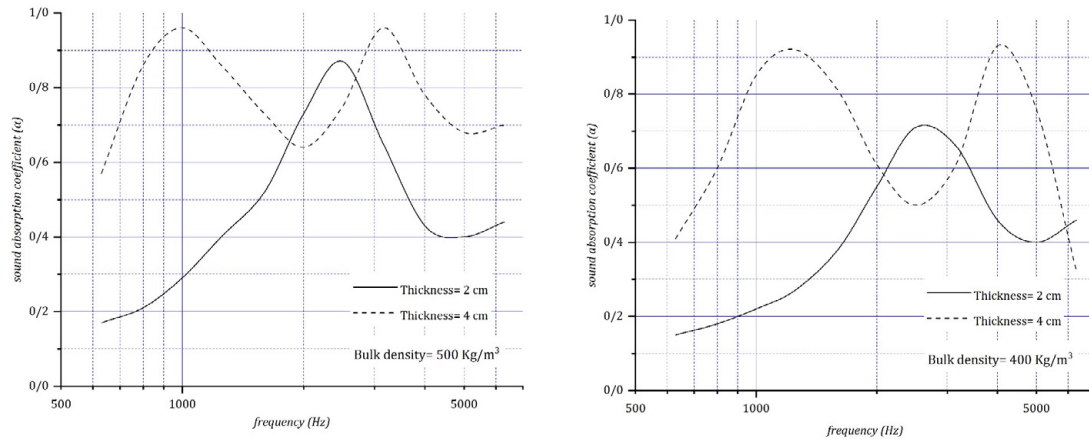 1/0
0/8
0/6
0/4
0/2
0/0
sound absorption coefficient (α)
Thickness= 2 cm
Thickness= 4 cm
Bulk density= 500 Kg/m³
500
1000
5000
frequency (Hz)
1/0
0/8
0/6
0/4
0/2
0/0
sound absorption coefficient (α)
Thickness= 2 cm
Thickness= 4 cm
Bulk density= 400 Kg/m³
500
1000
5000
frequency (Hz)